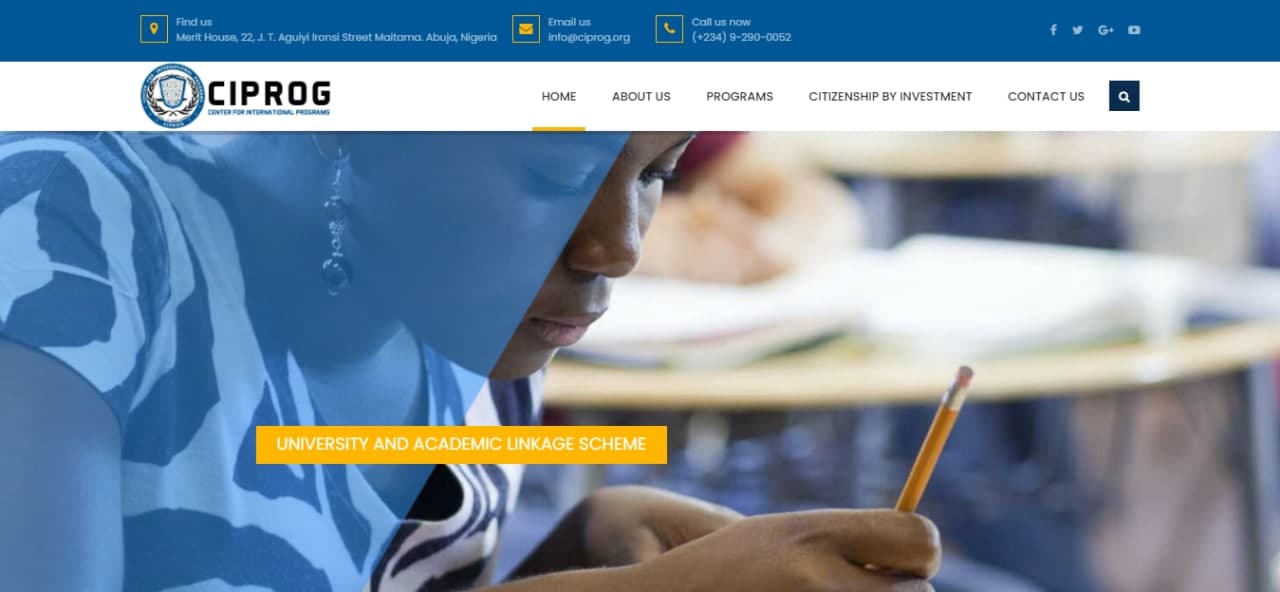 Find us
Merit House, 22, J. T. Aguiyi Ironsi Street Maitama. Abuja, Nigeria
Email us
info@ciprog.org
Call us now
(+234) 9-290-0052
CIPROG
CENTER FOR INTERNATIONAL PROGRAMS
CIPROG
HOME
ABOUT US
PROGRAMS
CITIZENSHIP BY INVESTMENT
CONTACT US
UNIVERSITY AND ACADEMIC LINKAGE SCHEME